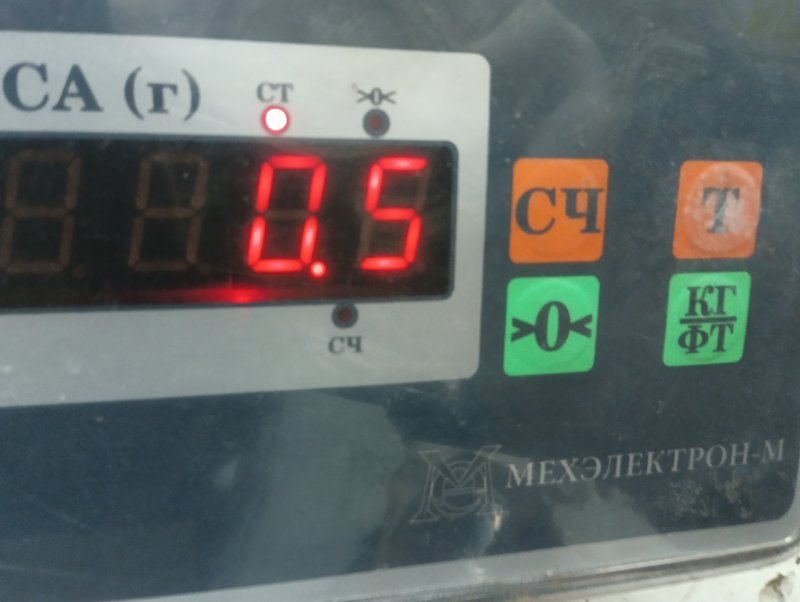 СА (г)
СТ
>0<
0.5
СЧ
Т
>0<
КГ
ФТ
СЧ
МЕХЭЛЕКТРОН-М